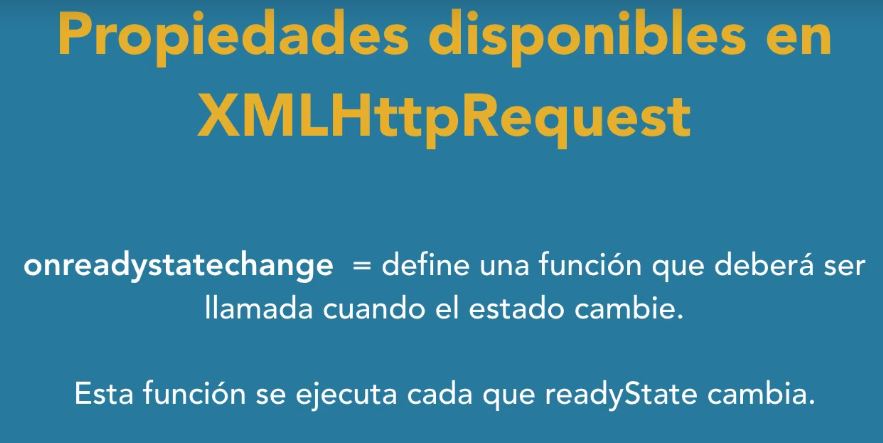 Propiedades disponibles en
XMLHttpRequest
onreadystatechange = define una función que deberá ser
llamada cuando el estado cambie.
Esta función se ejecuta cada que readyState cambia.